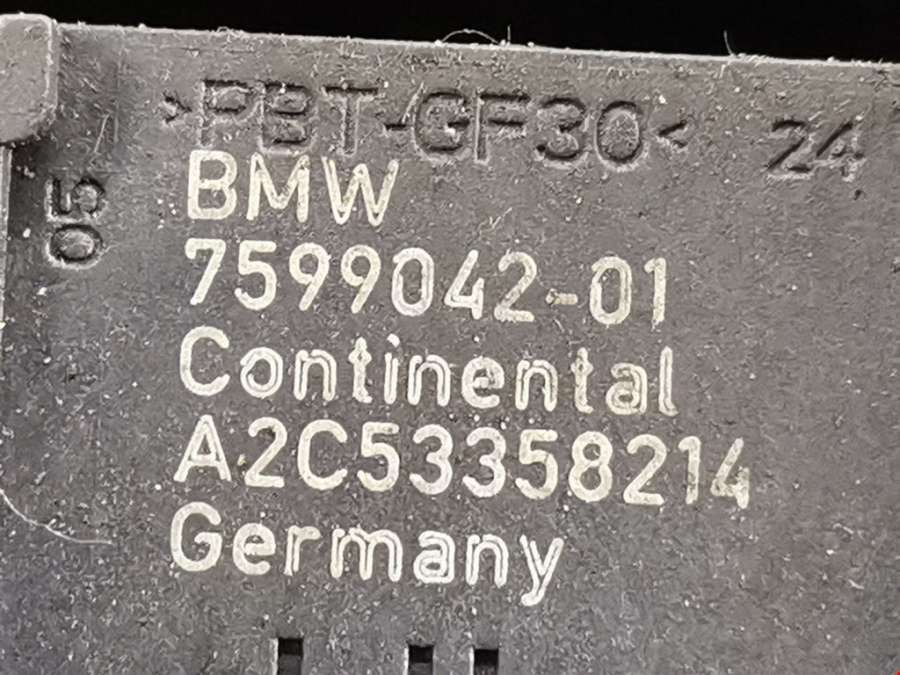 >PBT-GF30< 24
05
BMW
7599042-01
Continental
A2C53358214
Germany